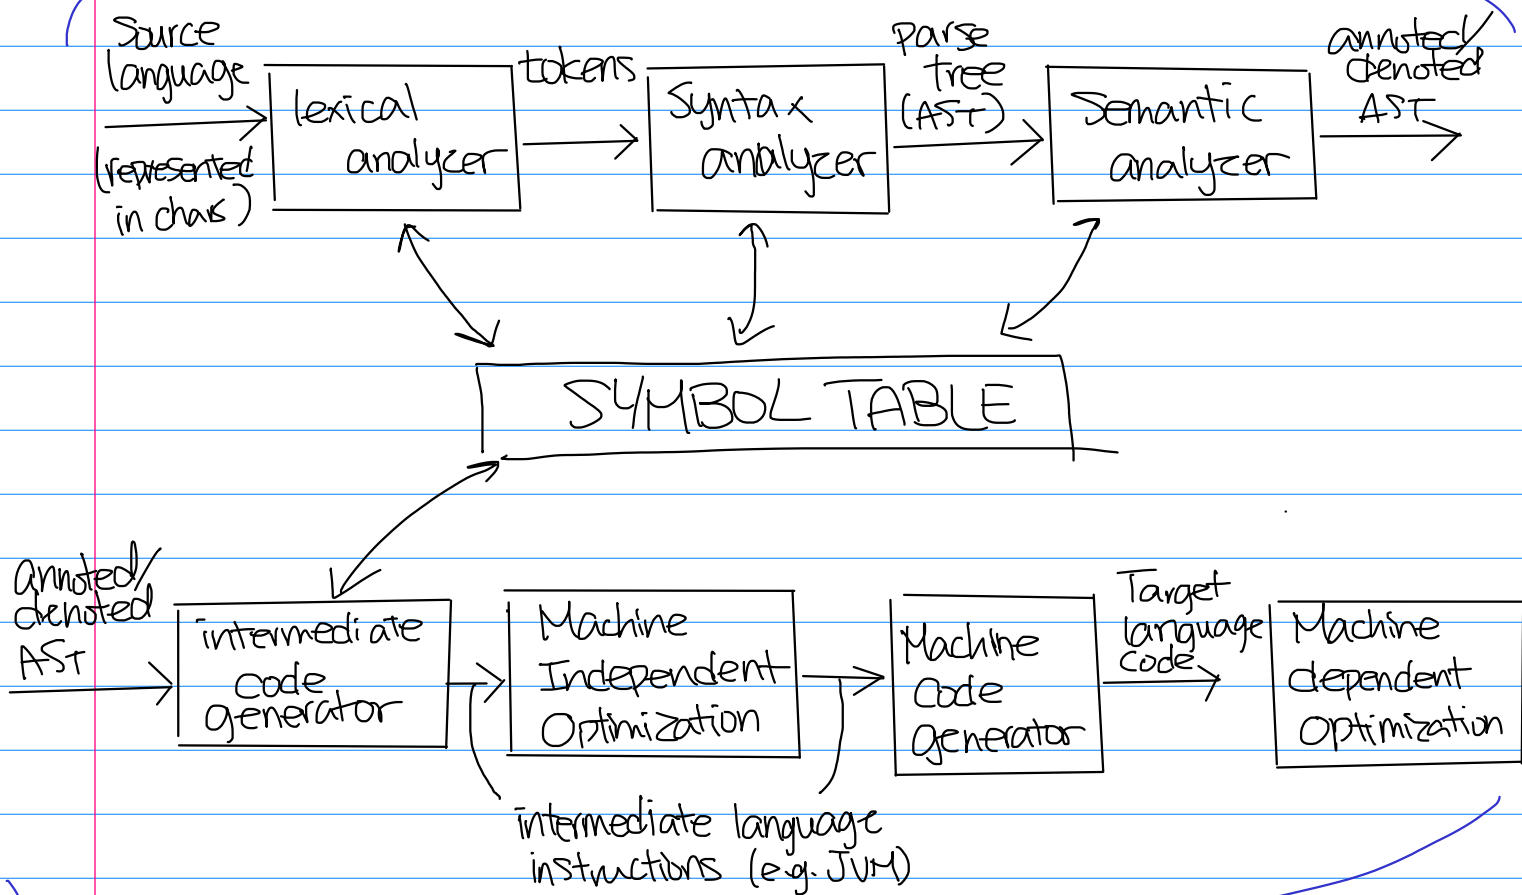 Source
language
(represented
in chars)
lexical
analyzer
tokens
Syntax
analyzer
parse
tree
(AST)
Semantic
analyzer
annoted/
denoted
AST
SYMBOL TABLE
annoted/
denoted
AST
intermediate
code
generator
Machine
Independent
Optimization
intermediate language
instructions (e.g. JVM)
Machine
Code
generator
Target
language
code
Machine
dependent
Optimization